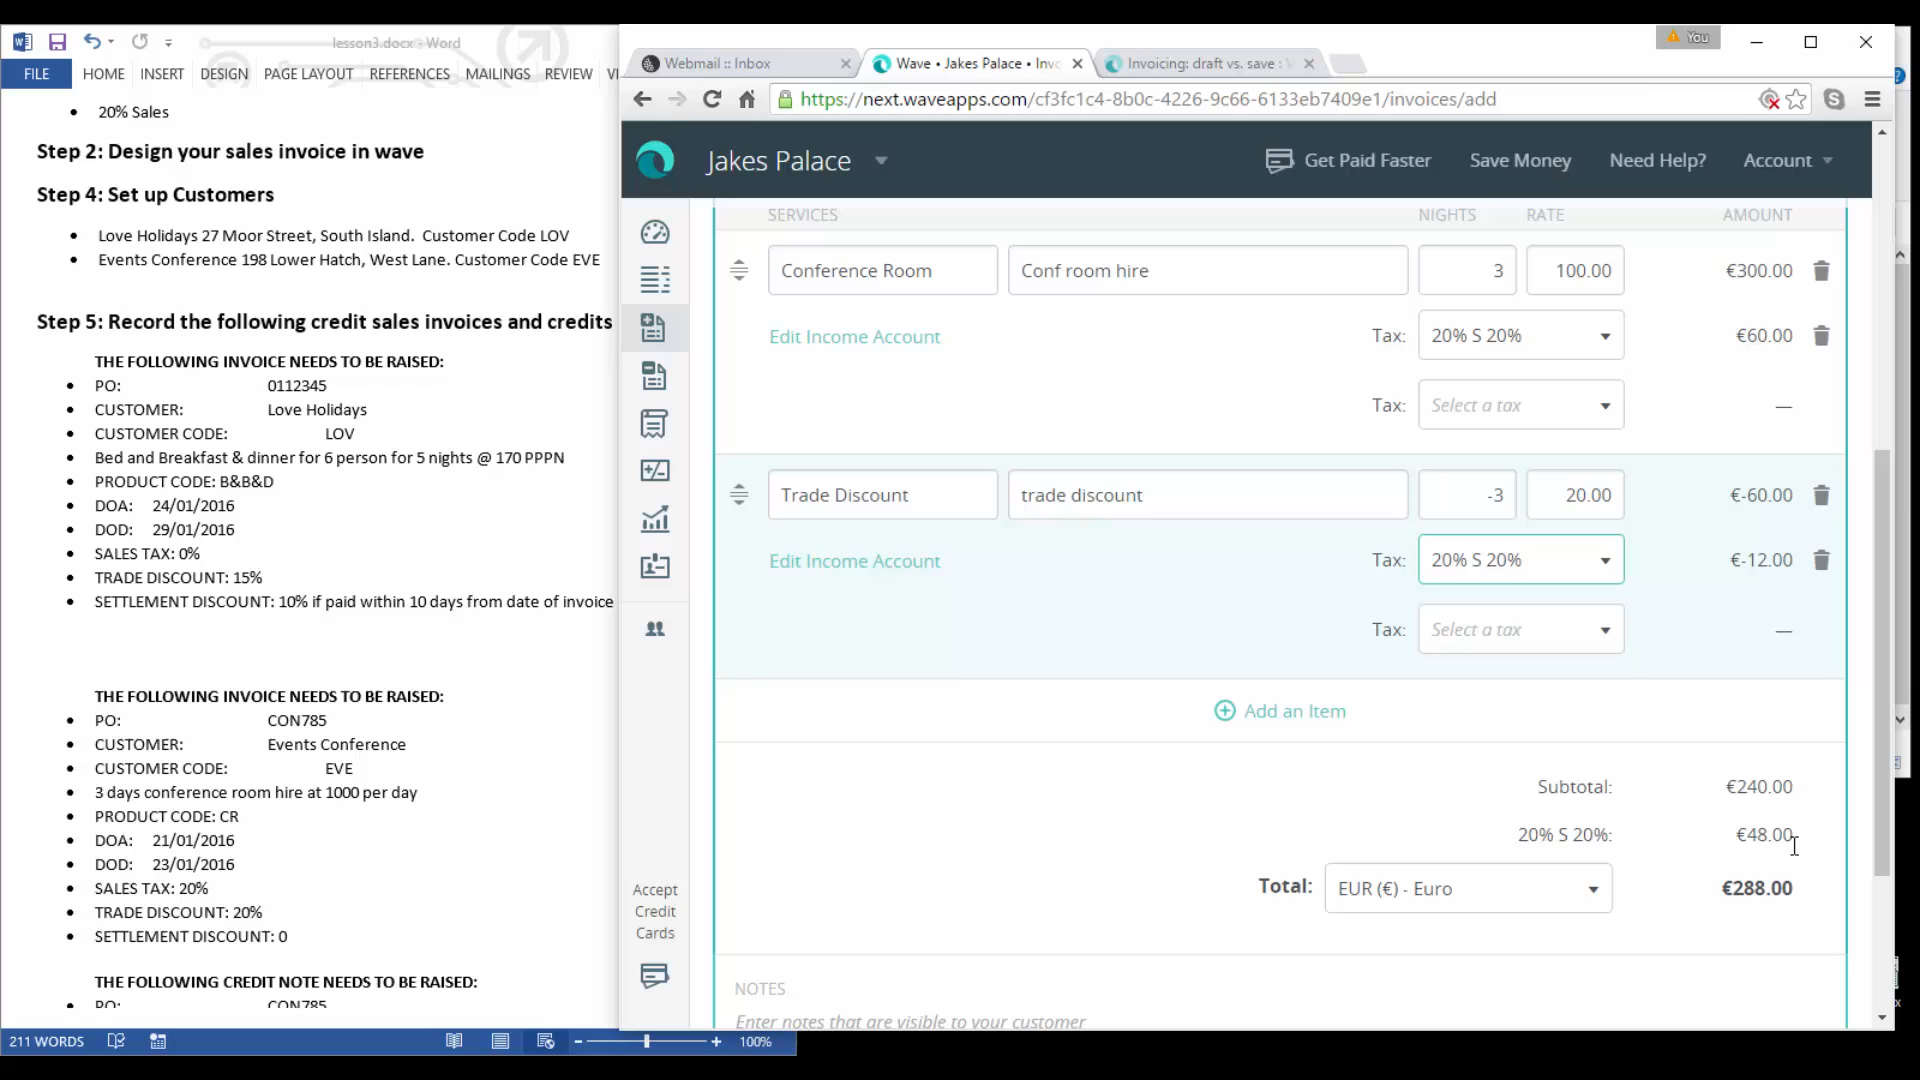 lesson3.docx - Word
FILE HOME INSERT DESIGN PAGE LAYOUT REFERENCES MAILINGS REVIEW
20% Sales
Step 2: Design your sales invoice in wave
Step 4: Set up Customers
Love Holidays 27 Moor Street, South Island. Customer Code LOV
Events Conference 198 Lower Hatch, West Lane. Customer Code EVE
Step 5: Record the following credit sales invoices and credits
THE FOLLOWING INVOICE NEEDS TO BE RAISED:
PO: 0112345
CUSTOMER: Love Holidays
CUSTOMER CODE: LOV
Bed and Breakfast & dinner for 6 person for 5 nights @ 170 PPPN
PRODUCT CODE: B&B&D
DOA: 24/01/2016
DOD: 29/01/2016
SALES TAX: 0%
TRADE DISCOUNT: 15%
SETTLEMENT DISCOUNT: 10% if paid within 10 days from date of invoice
THE FOLLOWING INVOICE NEEDS TO BE RAISED:
PO: CON785
CUSTOMER: Events Conference
CUSTOMER CODE: EVE
3 days conference room hire at 1000 per day
PRODUCT CODE: CR
DOA: 21/01/2016
DOD: 23/01/2016
SALES TAX: 20%
TRADE DISCOUNT: 20%
SETTLEMENT DISCOUNT: 0
THE FOLLOWING CREDIT NOTE NEEDS TO BE RAISED:
PO: CON785
211 WORDS
100%
You
Webmail :: Inbox
Wave • Jakes Palace • Inv
Invoicing: draft vs. save :
https://next.waveapps.com/cf3fc1c4-8b0c-4226-9c66-6133eb7409e1/invoices/add
Jakes Palace
Get Paid Faster Save Money Need Help? Account
SERVICES NIGHTS RATE AMOUNT
Conference Room Conf room hire 3 100.00 €300.00
Edit Income Account Tax: 20% S 20% €60.00
Tax: Select a tax —
Trade Discount trade discount -3 20.00 €-60.00
Edit Income Account Tax: 20% S 20% €-12.00
Tax: Select a tax —
Add an Item
Subtotal: €240.00
20% S 20%: €48.00
Total: EUR (€) - Euro €288.00
Accept
Credit
Cards
NOTES
Enter notes that are visible to your customer